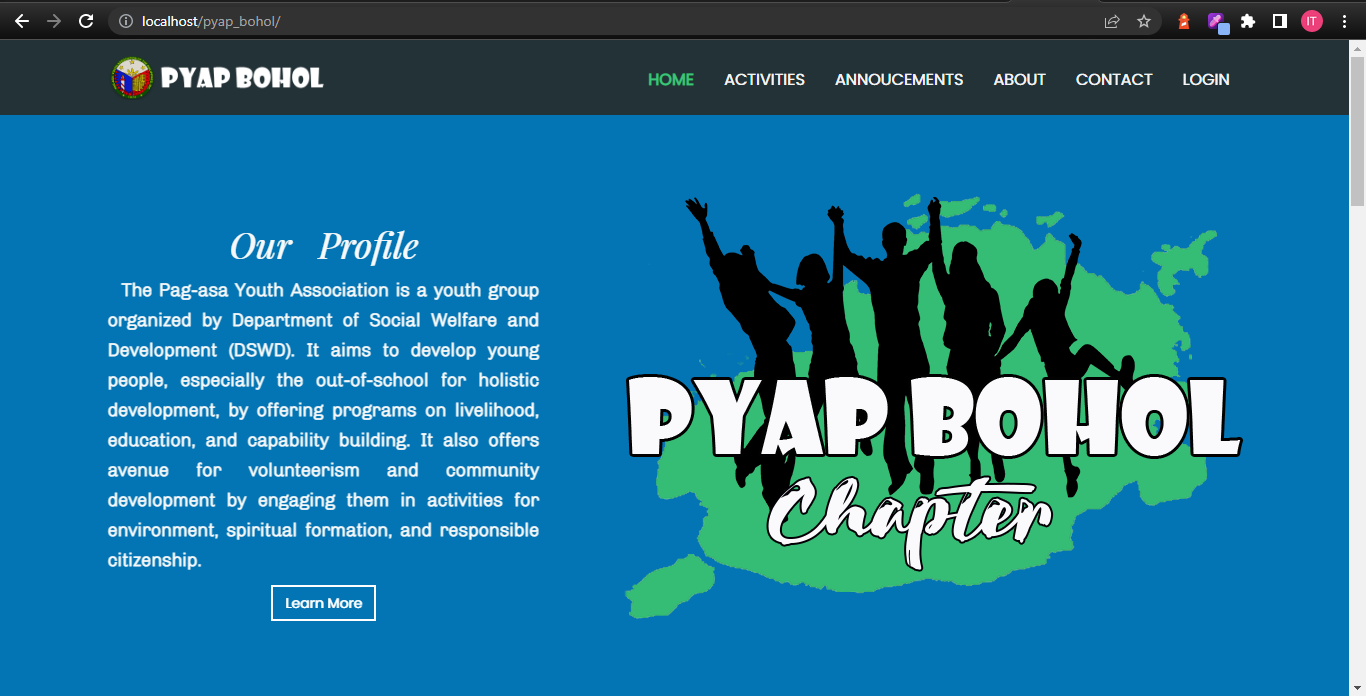 localhost/pyap_bohol/
IT
PYAP BOHOL
HOME ACTIVITIES ANNOUCEMENTS ABOUT CONTACT LOGIN
Our Profile
The Pag-asa Youth Association is a youth group
organized by Department of Social Welfare and
Development (DSWD). It aims to develop young
people, especially the out-of-school for holistic
development, by offering programs on livelihood,
education, and capability building. It also offers
avenue for volunteerism and community
development by engaging them in activities for
environment, spiritual formation, and responsible
citizenship.
Learn More
PYAP BOHOL
Chapter